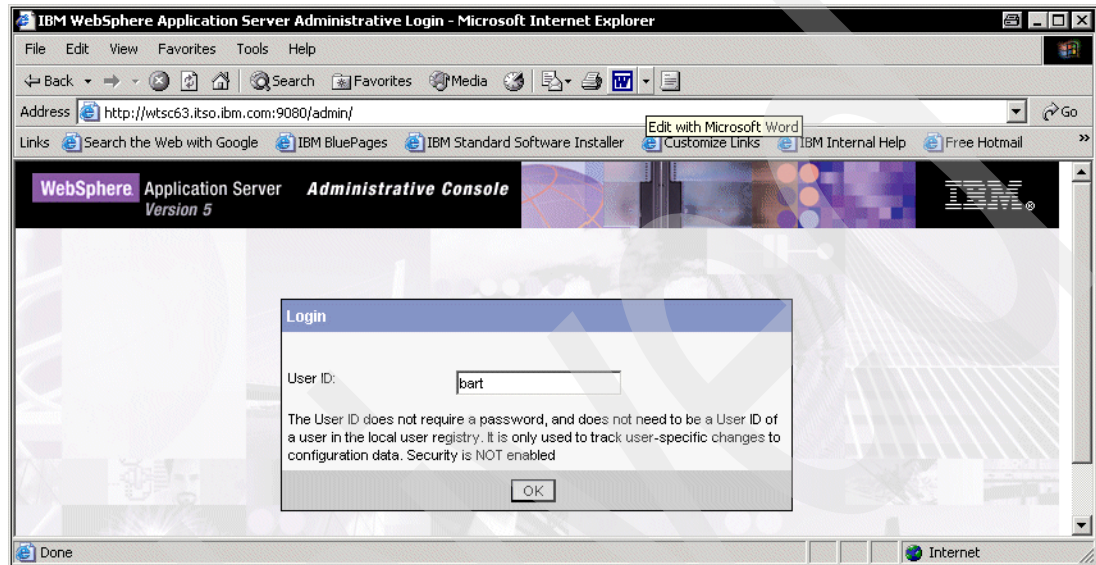 IBM WebSphere Application Server Administrative Login - Microsoft Internet Explorer
File Edit View Favorites Tools Help
Back Search Favorites Media
Address http://wtsc63.itso.ibm.com:9080/admin/ Go
Edit with Microsoft Word
Links Search the Web with Google IBM BluePages IBM Standard Software Installer Customize Links IBM Internal Help Free Hotmail »
WebSphere. Application Server Administrative Console
Version 5
IBM®
Login
User ID: bart
The User ID does not require a password, and does not need to be a User ID of
a user in the local user registry. It is only used to track user-specific changes to
configuration data. Security is NOT enabled
OK
Done Internet